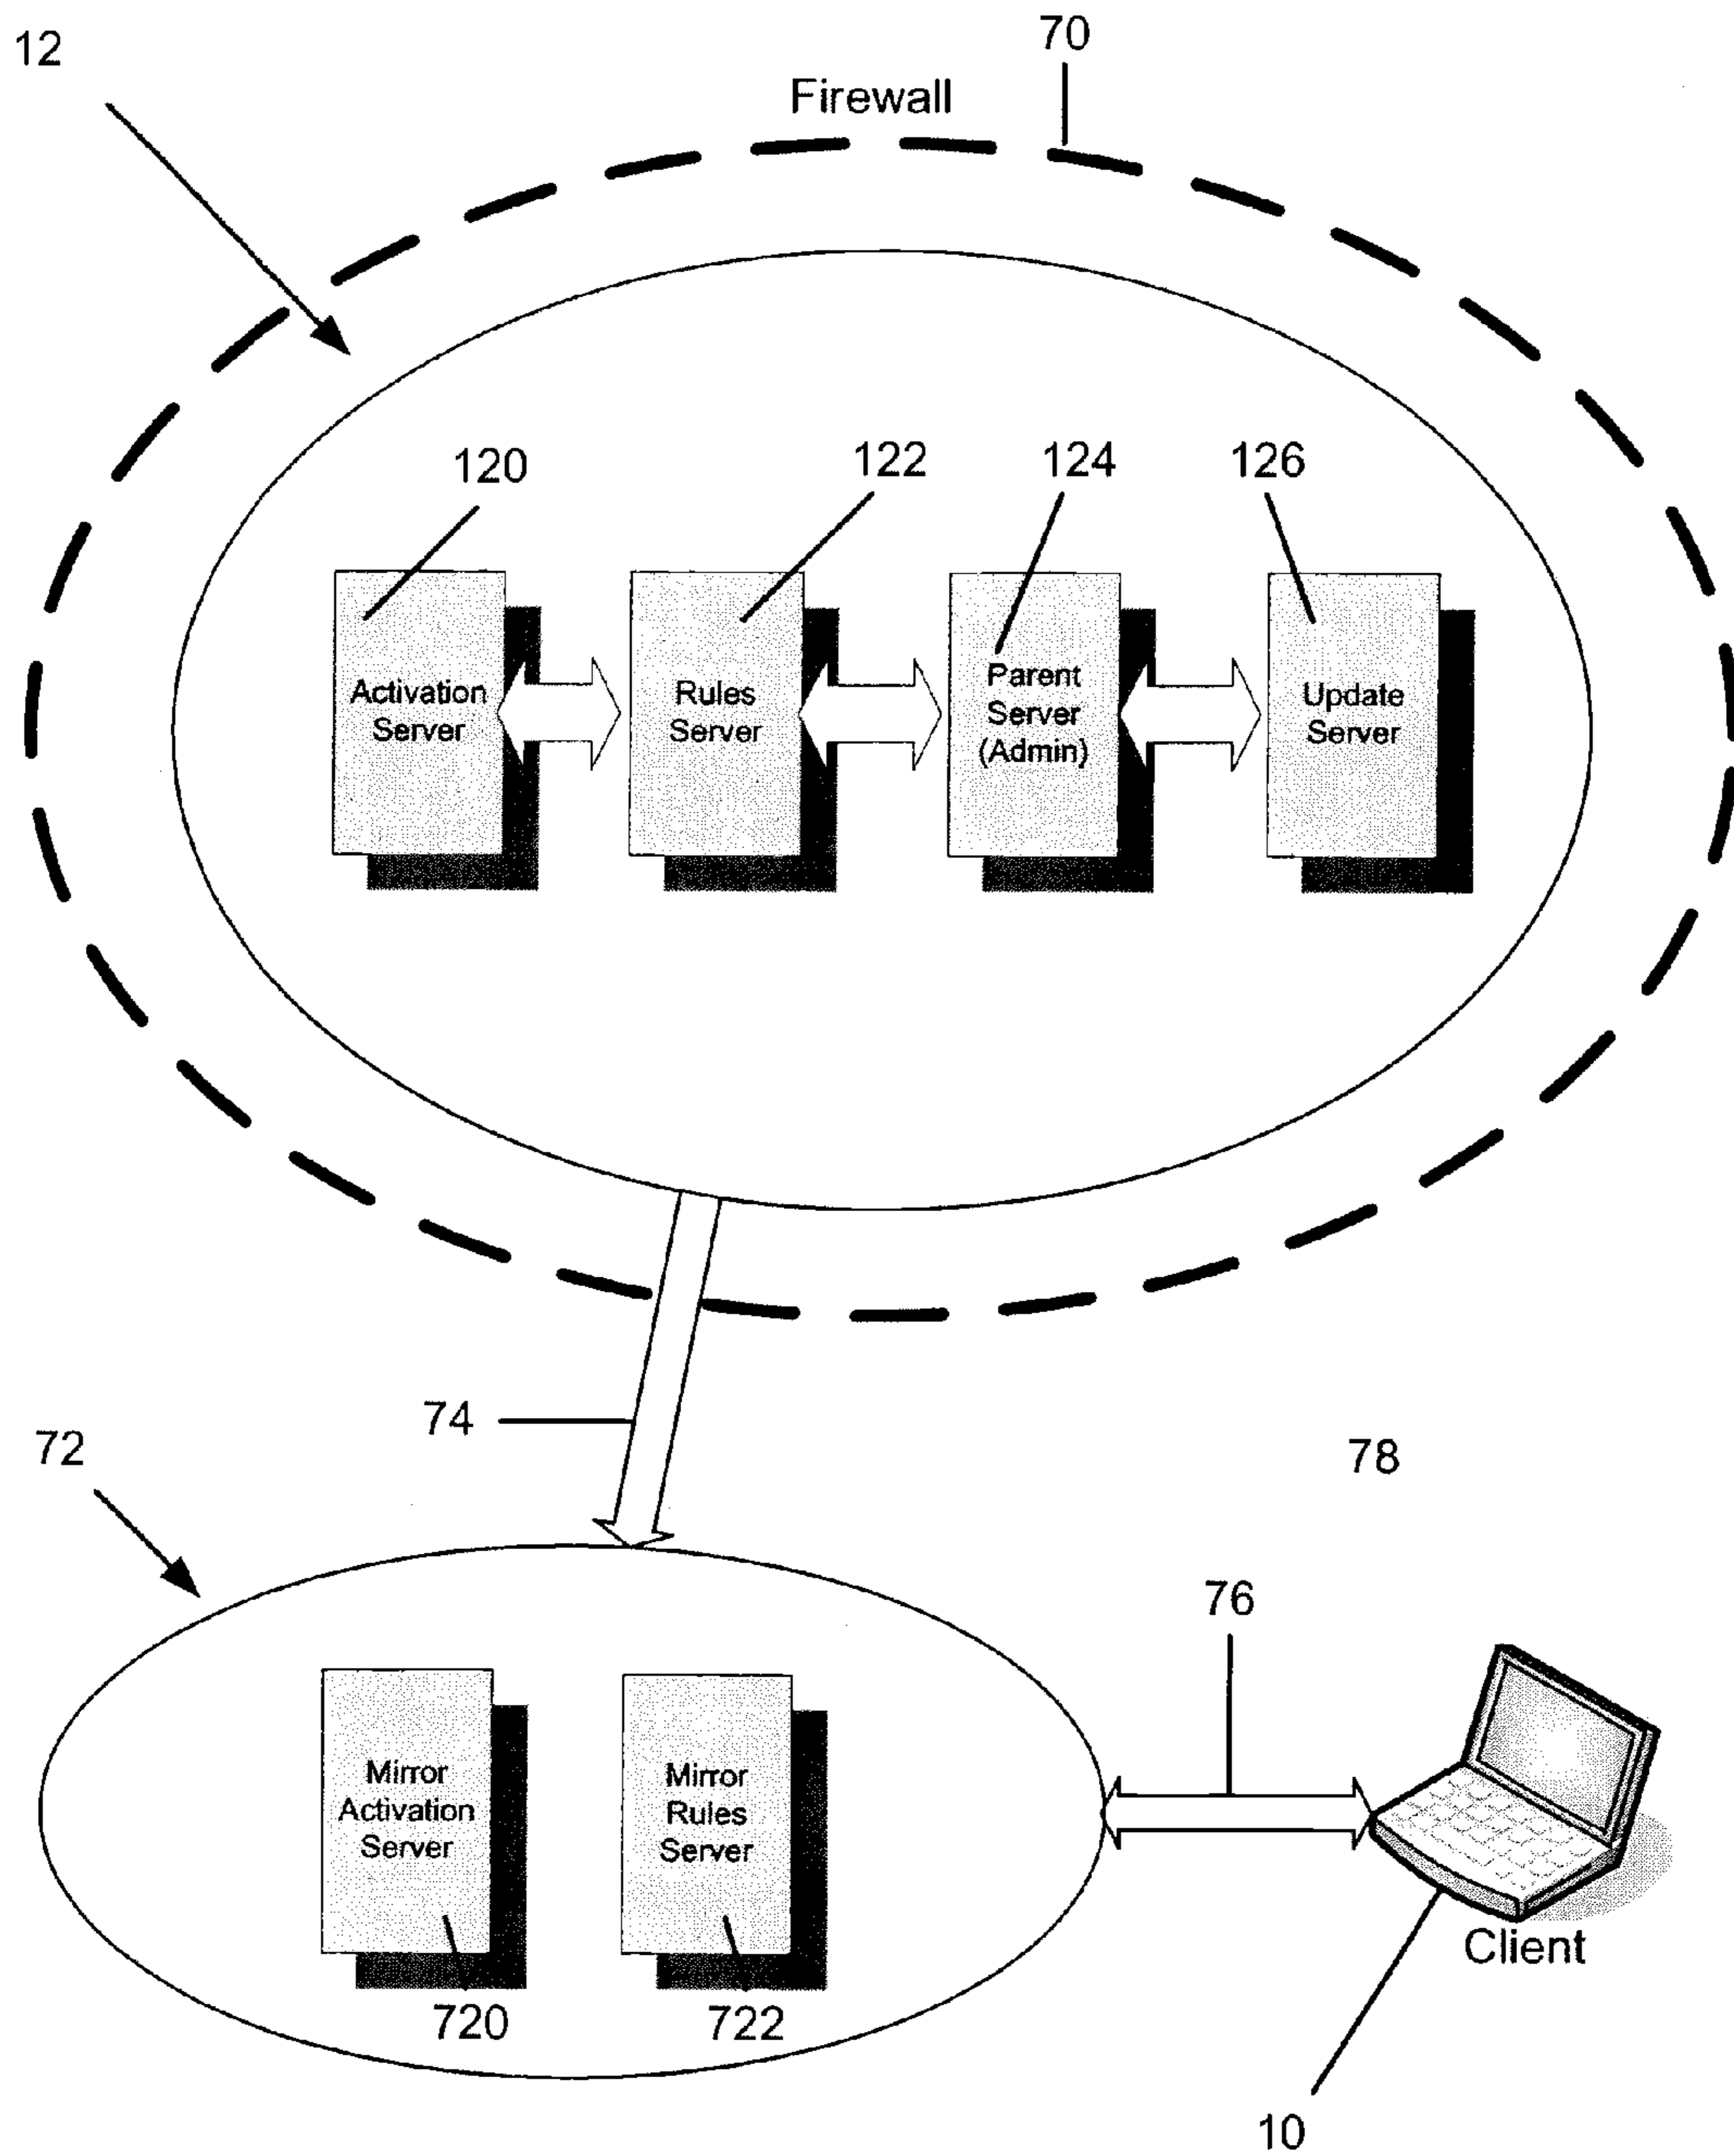 12
70
Firewall
120
122
124
126
Activation
Server
Rules
Server
Parent
Server
(Admin)
Update
Server
74
72
78
76
Mirror
Activation
Server
Mirror
Rules
Server
720
722
Client
10